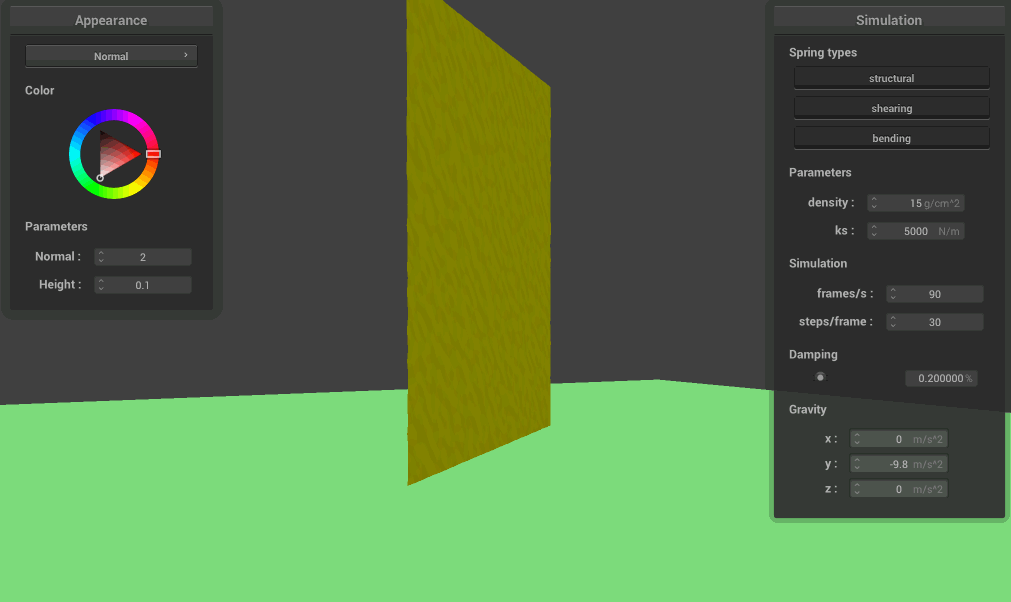 Appearance
Normal
Color
Parameters
Normal : 2
Height : 0.1
Simulation
Spring types
structural
shearing
bending
Parameters
density : 15 g/cm^2
ks : 5000 N/m
Simulation
frames/s : 90
steps/frame : 30
Damping
0.200000 %
Gravity
x : 0 m/s^2
y : -9.8 m/s^2
z : 0 m/s^2